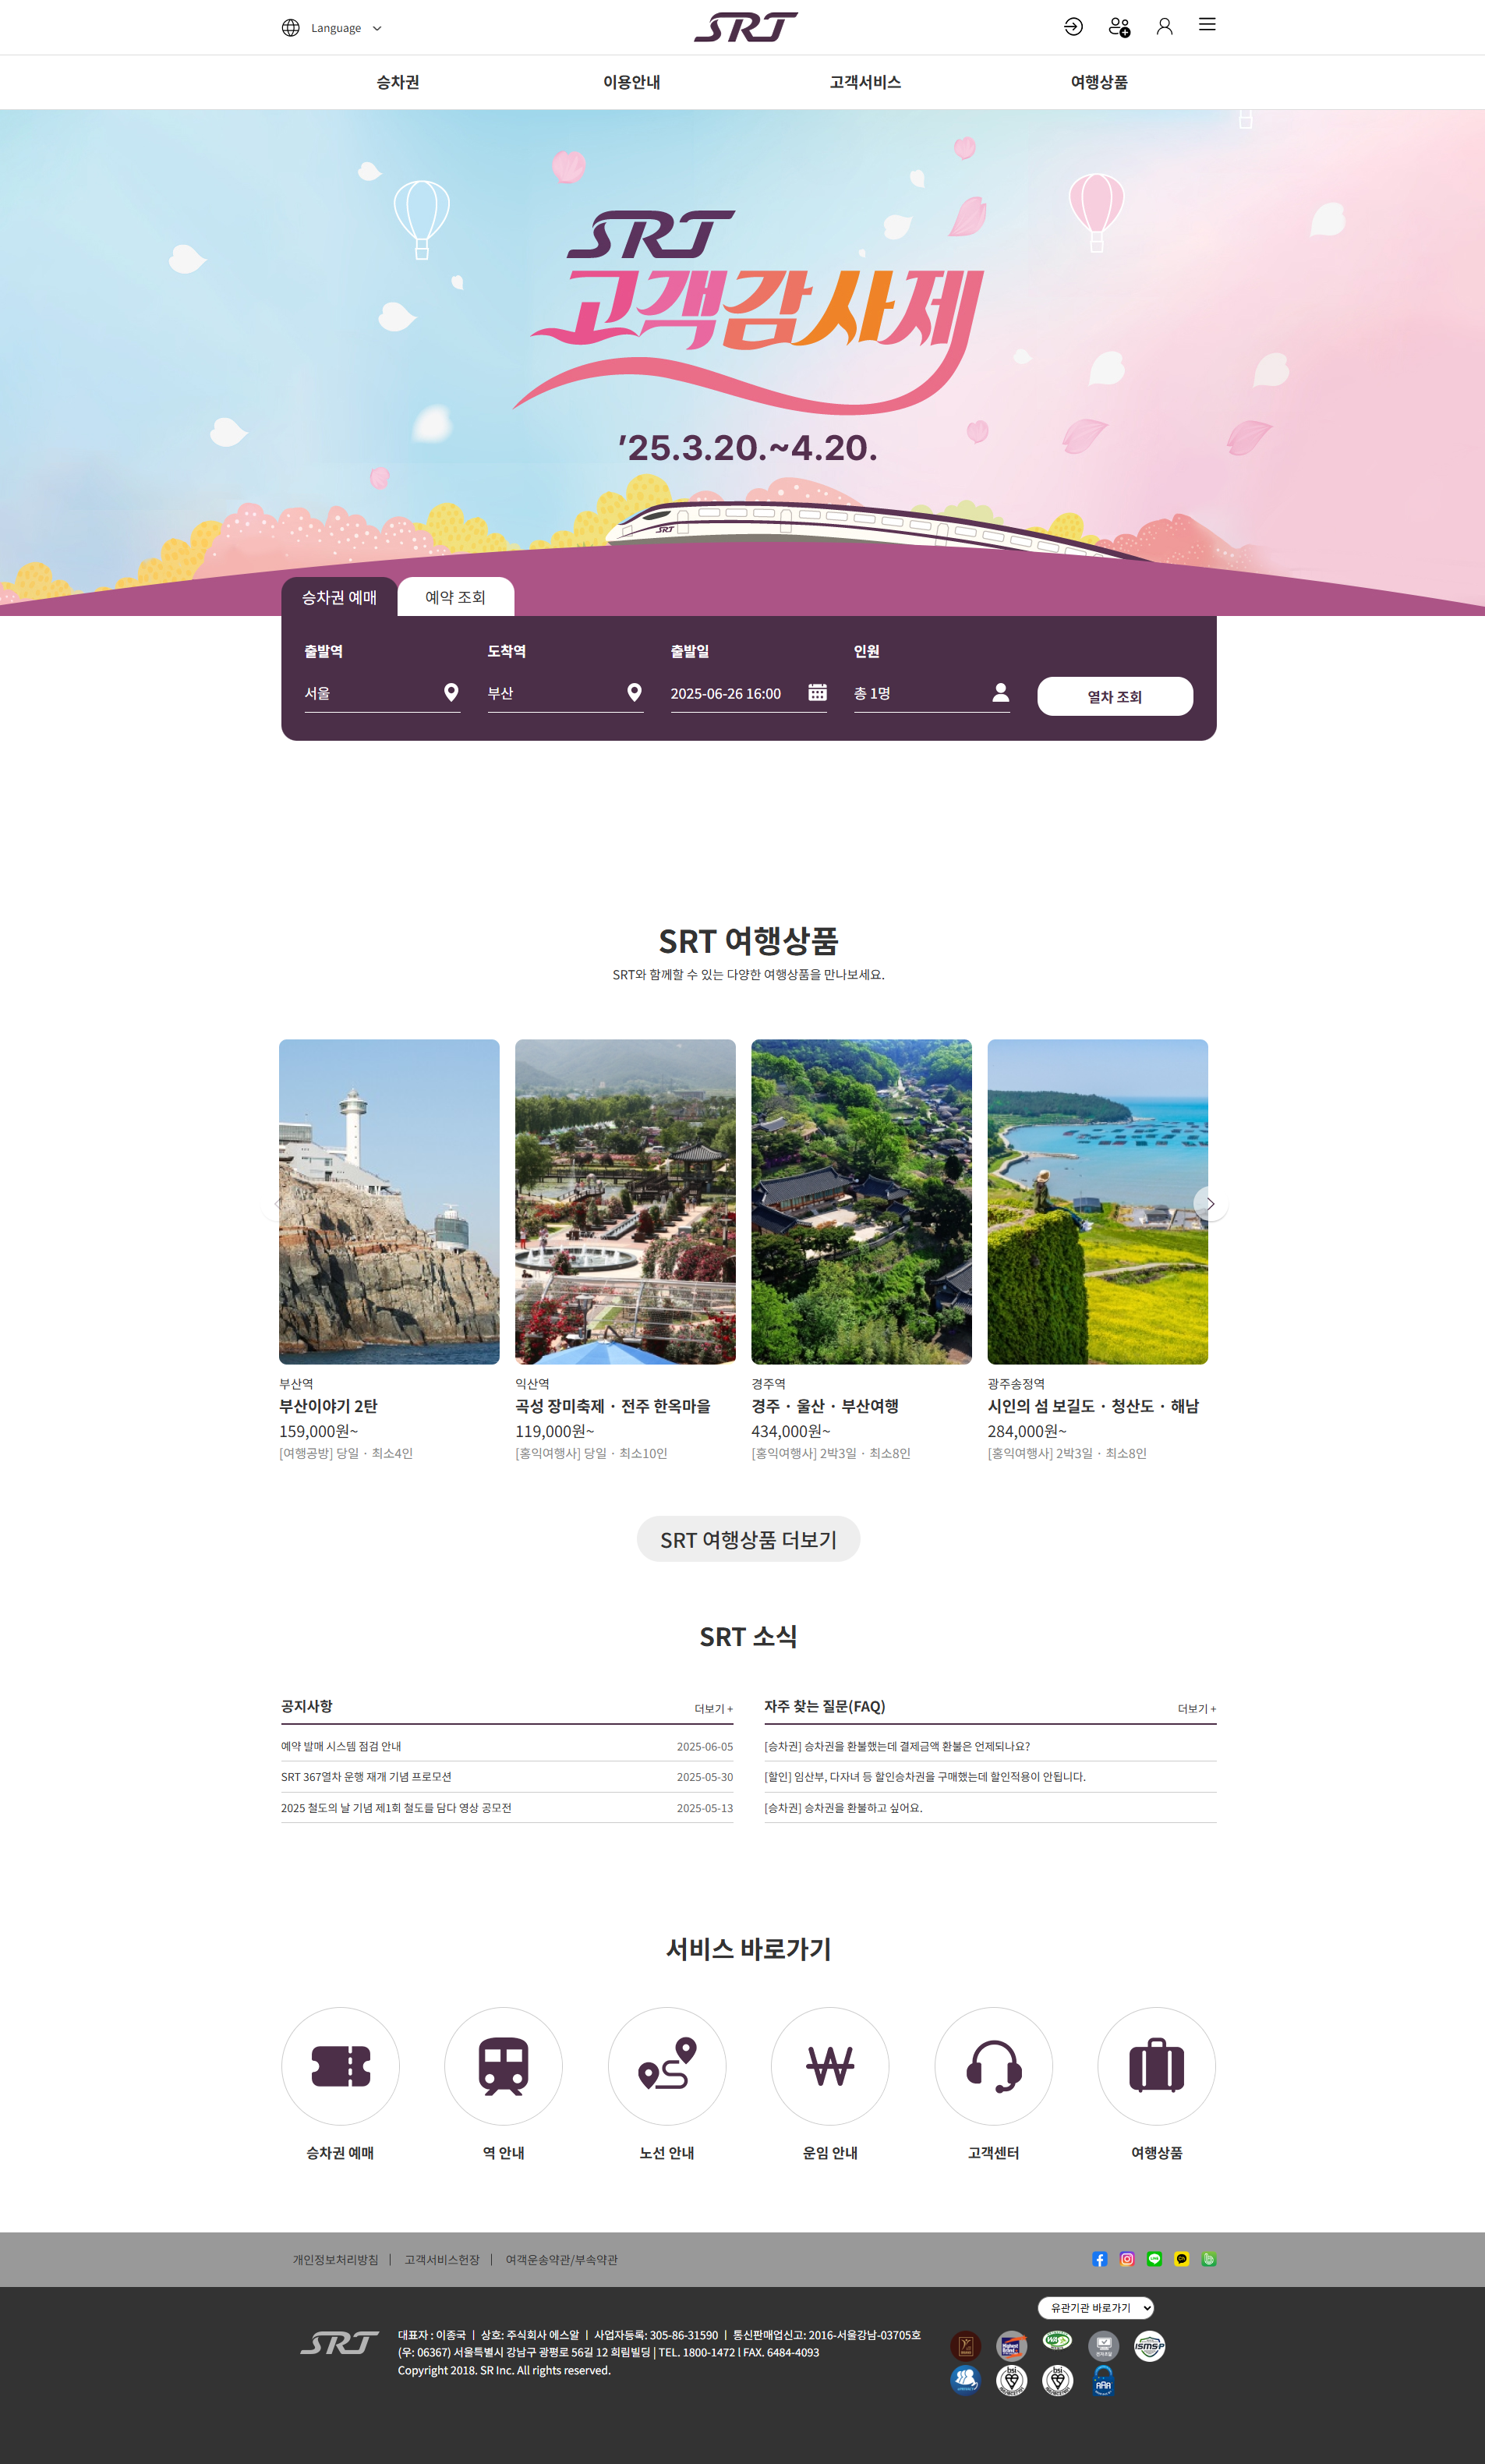 Language
SRT
승차권
이용안내
고객서비스
여행상품
SRT
고객감사제
'25.3.20.~4.20.
SRT
승차권 예매
예약 조회
출발역
도착역
출발일
인원
서울
부산
2025-06-26 16:00
총 1명
열차 조회
SRT 여행상품
SRT와 함께할 수 있는 다양한 여행상품을 만나보세요.
부산역
부산이야기 2탄
159,000원~
[여행공방] 당일 · 최소4인
익산역
곡성 장미축제 · 전주 한옥마을
119,000원~
[홍익여행사] 당일 · 최소10인
경주역
경주 · 울산 · 부산여행
434,000원~
[홍익여행사] 2박3일 · 최소8인
광주송정역
시인의 섬 보길도 · 청산도 · 해남
284,000원~
[홍익여행사] 2박3일 · 최소8인
SRT 여행상품 더보기
SRT 소식
공지사항
더보기 +
예약 발매 시스템 점검 안내 2025-06-05
SRT 367열차 운행 재개 기념 프로모션 2025-05-30
2025 철도의 날 기념 제1회 철도를 담다 영상 공모전 2025-05-13
자주 찾는 질문(FAQ)
더보기 +
[승차권] 승차권을 환불했는데 결제금액 환불은 언제되나요?
[할인] 임산부, 다자녀 등 할인승차권을 구매했는데 할인적용이 안됩니다.
[승차권] 승차권을 환불하고 싶어요.
서비스 바로가기
승차권 예매
역 안내
노선 안내
운임 안내
고객센터
여행상품
개인정보처리방침 | 고객서비스헌장 | 여객운송약관/부속약관
유관기관 바로가기
SRT
대표자 : 이종국 ㅣ 상호: 주식회사 에스알 ㅣ 사업자등록: 305-86-31590 ㅣ 통신판매업신고: 2016-서울강남-03705호
(우: 06367) 서울특별시 강남구 광평로 56길 12 희림빌딩 | TEL. 1800-1472 l FAX. 6484-4093
Copyright 2018. SR Inc. All rights reserved.
WA
ISMS-P
bsi
bsi
AAA